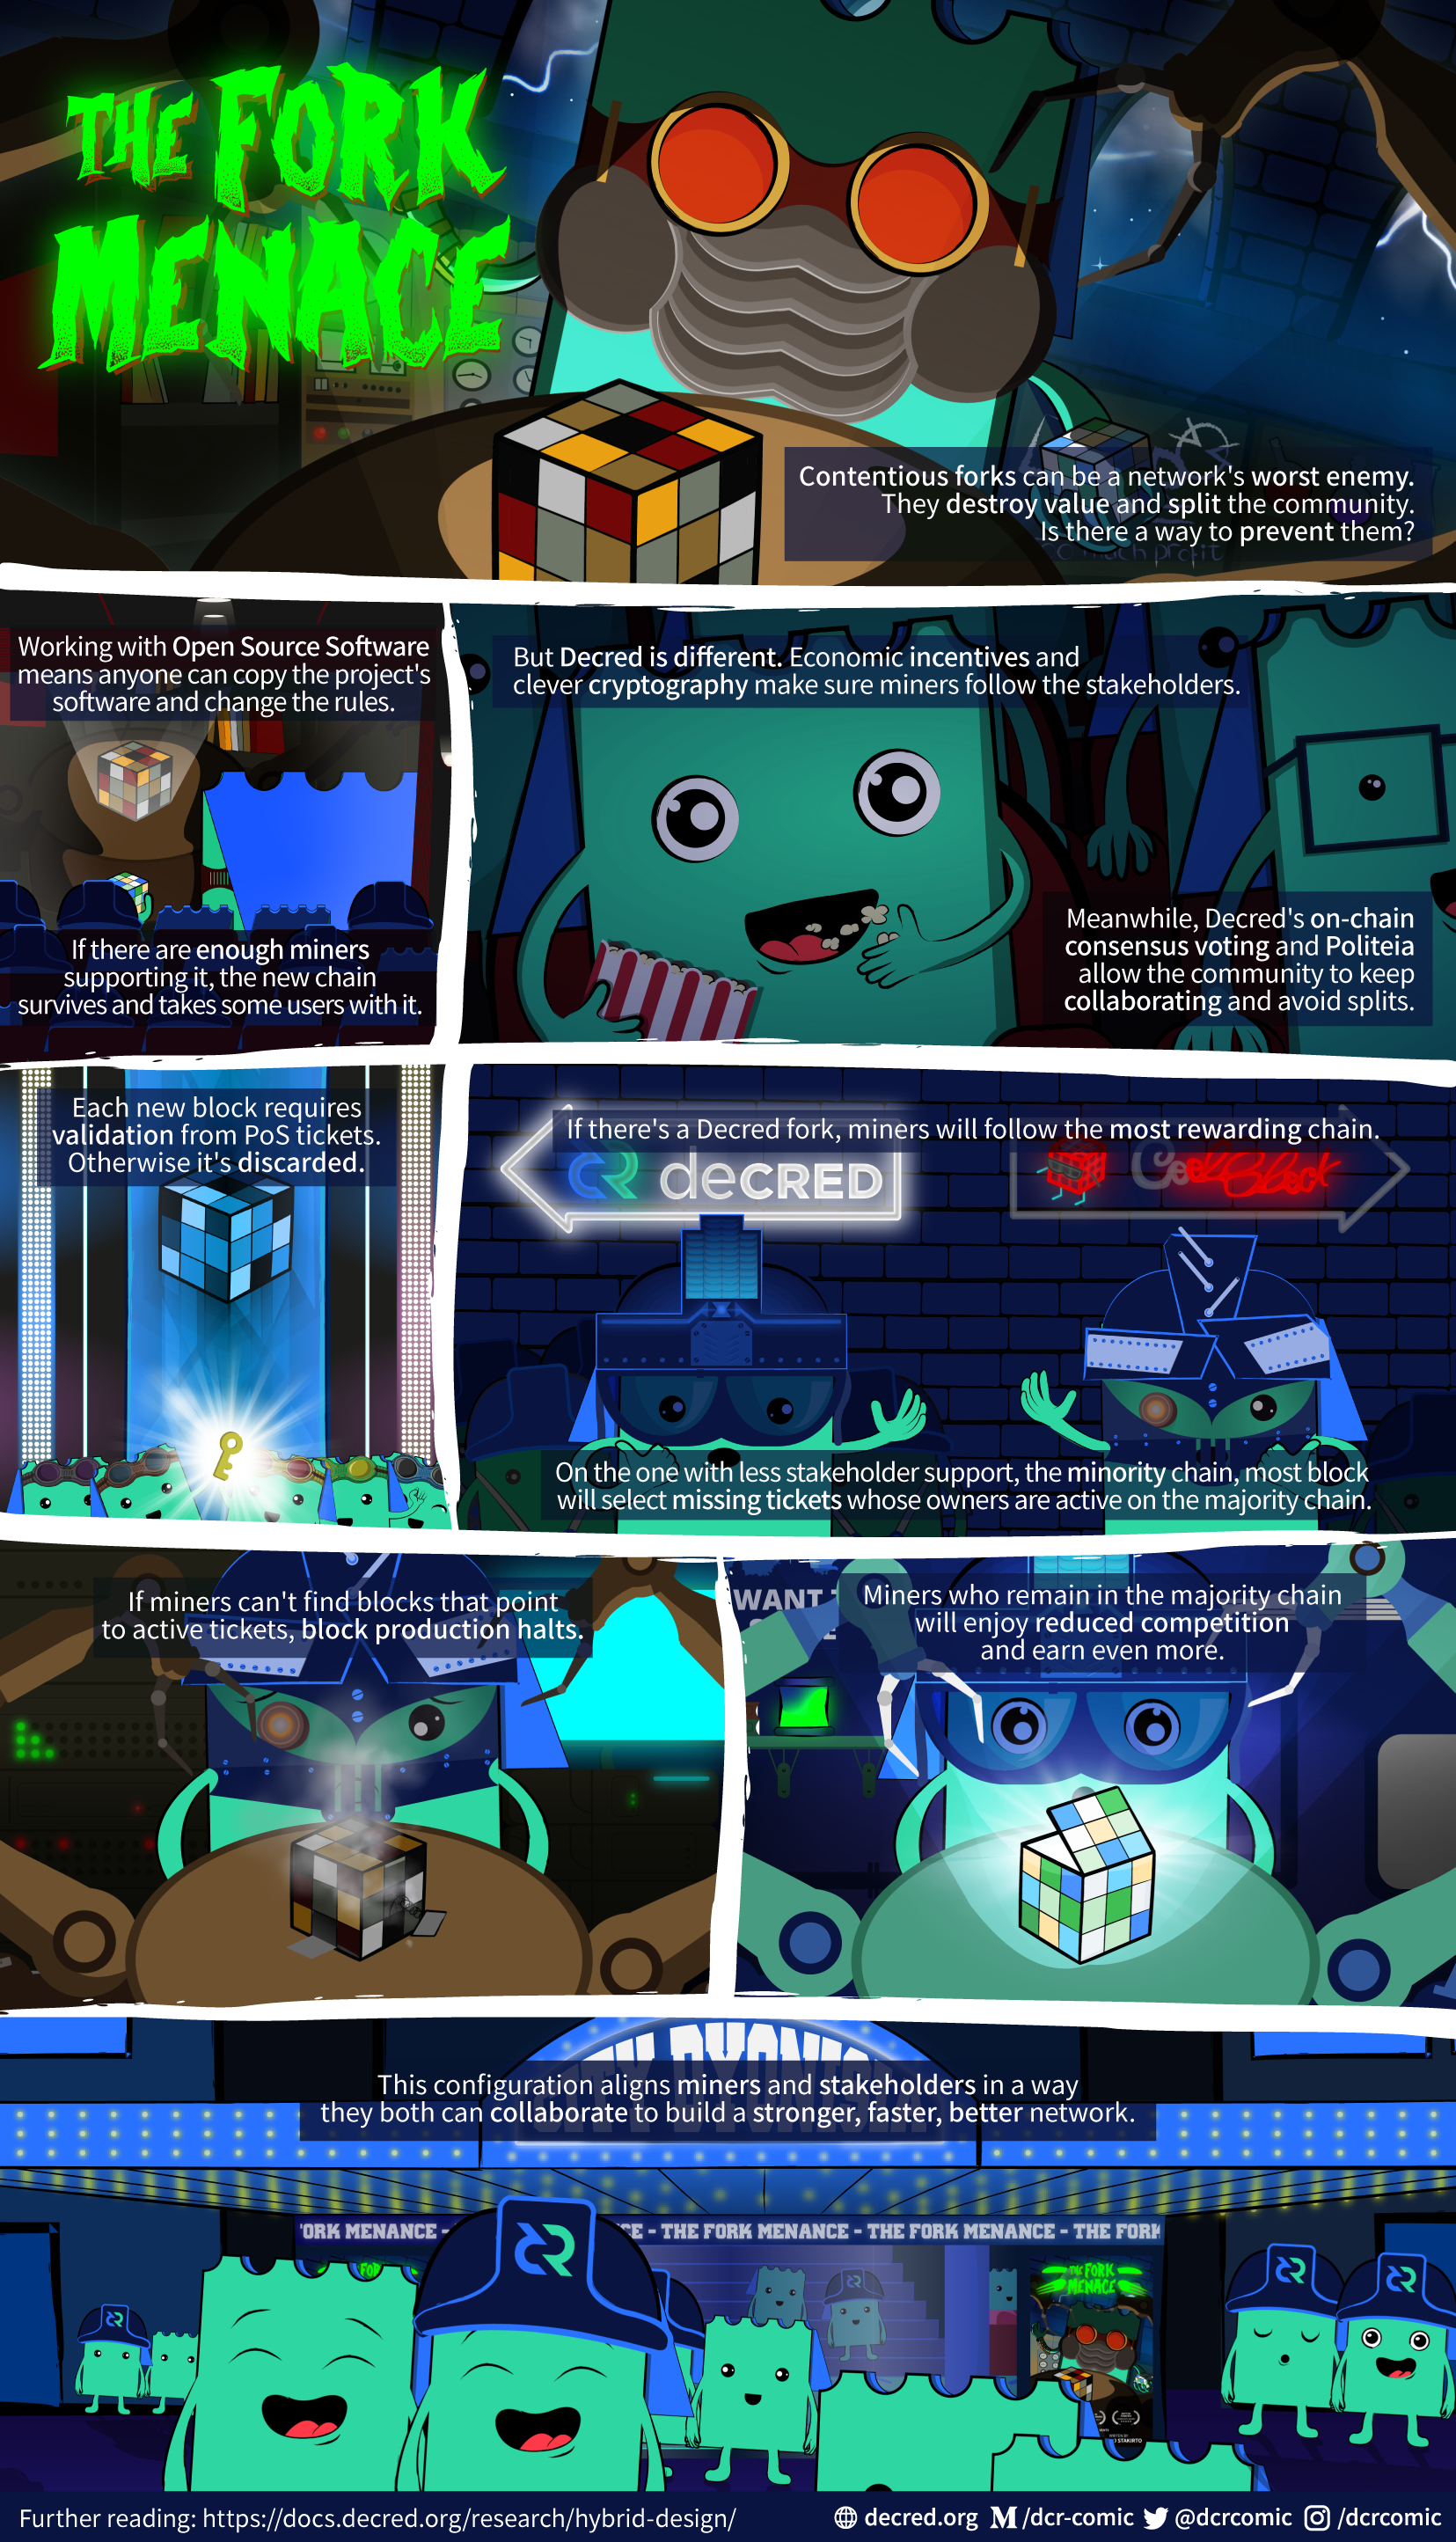 THE FORK
MENACE
Contentious forks can be a network's worst enemy.
They destroy value and split the community.
Is there a way to prevent them?
Working with Open Source Software
means anyone can copy the project's
software and change the rules.
If there are enough miners
supporting it, the new chain
survives and takes some users with it.
But Decred is different. Economic incentives and
clever cryptography make sure miners follow the stakeholders.
Meanwhile, Decred's on-chain
consensus voting and Politeia
allow the community to keep
collaborating and avoid splits.
Each new block requires
validation from PoS tickets.
Otherwise it's discarded.
If there's a Decred fork, miners will follow the most rewarding chain.
deCRED
CoolBlock
On the one with less stakeholder support, the minority chain, most block
will select missing tickets whose owners are active on the majority chain.
If miners can't find blocks that point
to active tickets, block production halts.
WANT
Miners who remain in the majority chain
will enjoy reduced competition
and earn even more.
This configuration aligns miners and stakeholders in a way
they both can collaborate to build a stronger, faster, better network.
'ORK MENANCE - CE - THE FORK MENANCE - THE FORK MENANCE - THE FORK
THE FORK
MENACE
Further reading: https://docs.decred.org/research/hybrid-design/
decred.org /dcr-comic @dcrcomic /dcrcomic